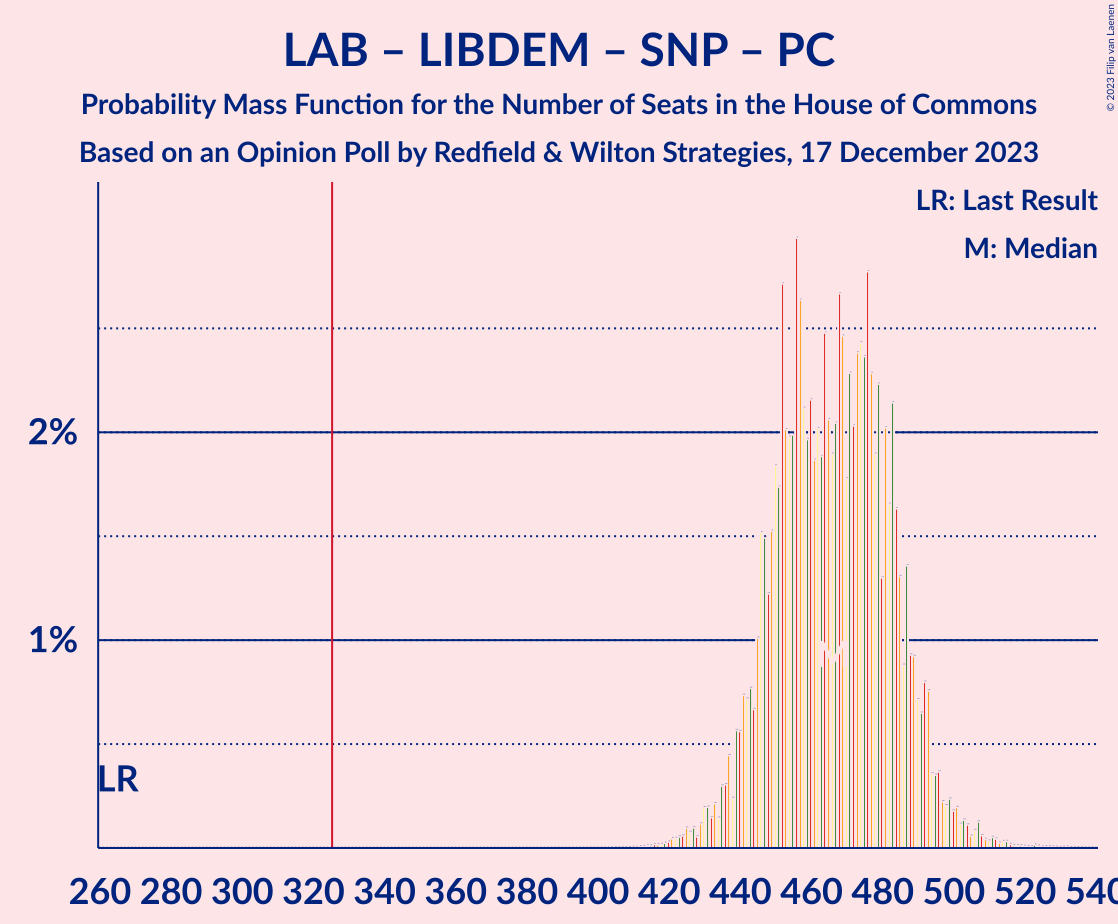 LAB – LIBDEM – SNP – PC
Probability Mass Function for the Number of Seats in the House of Commons
Based on an Opinion Poll by Redfield & Wilton Strategies, 17 December 2023
© 2023 Filip van Laenen
LR: Last Result
M: Median
2%
1%
M
LR
260 280 300 320 340 360 380 400 420 440 460 480 500 520 540